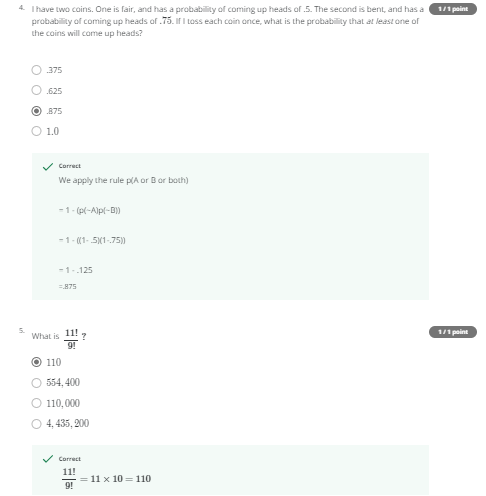 4. I have two coins. One is fair, and has a probability of coming up heads of .5. The second is bent, and has a 1 / 1 point
probability of coming up heads of .75. If I toss each coin once, what is the probability that at least one of
the coins will come up heads?
.375
.625
.875
1.0
Correct
We apply the rule p(A or B or both)
= 1 - (p(~A)p(~B))
= 1 - ((1- .5)(1-.75))
= 1 - .125
=.875
5. What is 11!/9! ? 1 / 1 point
110
554,400
110,000
4,435,200
Correct
11!/9! = 11 × 10 = 110